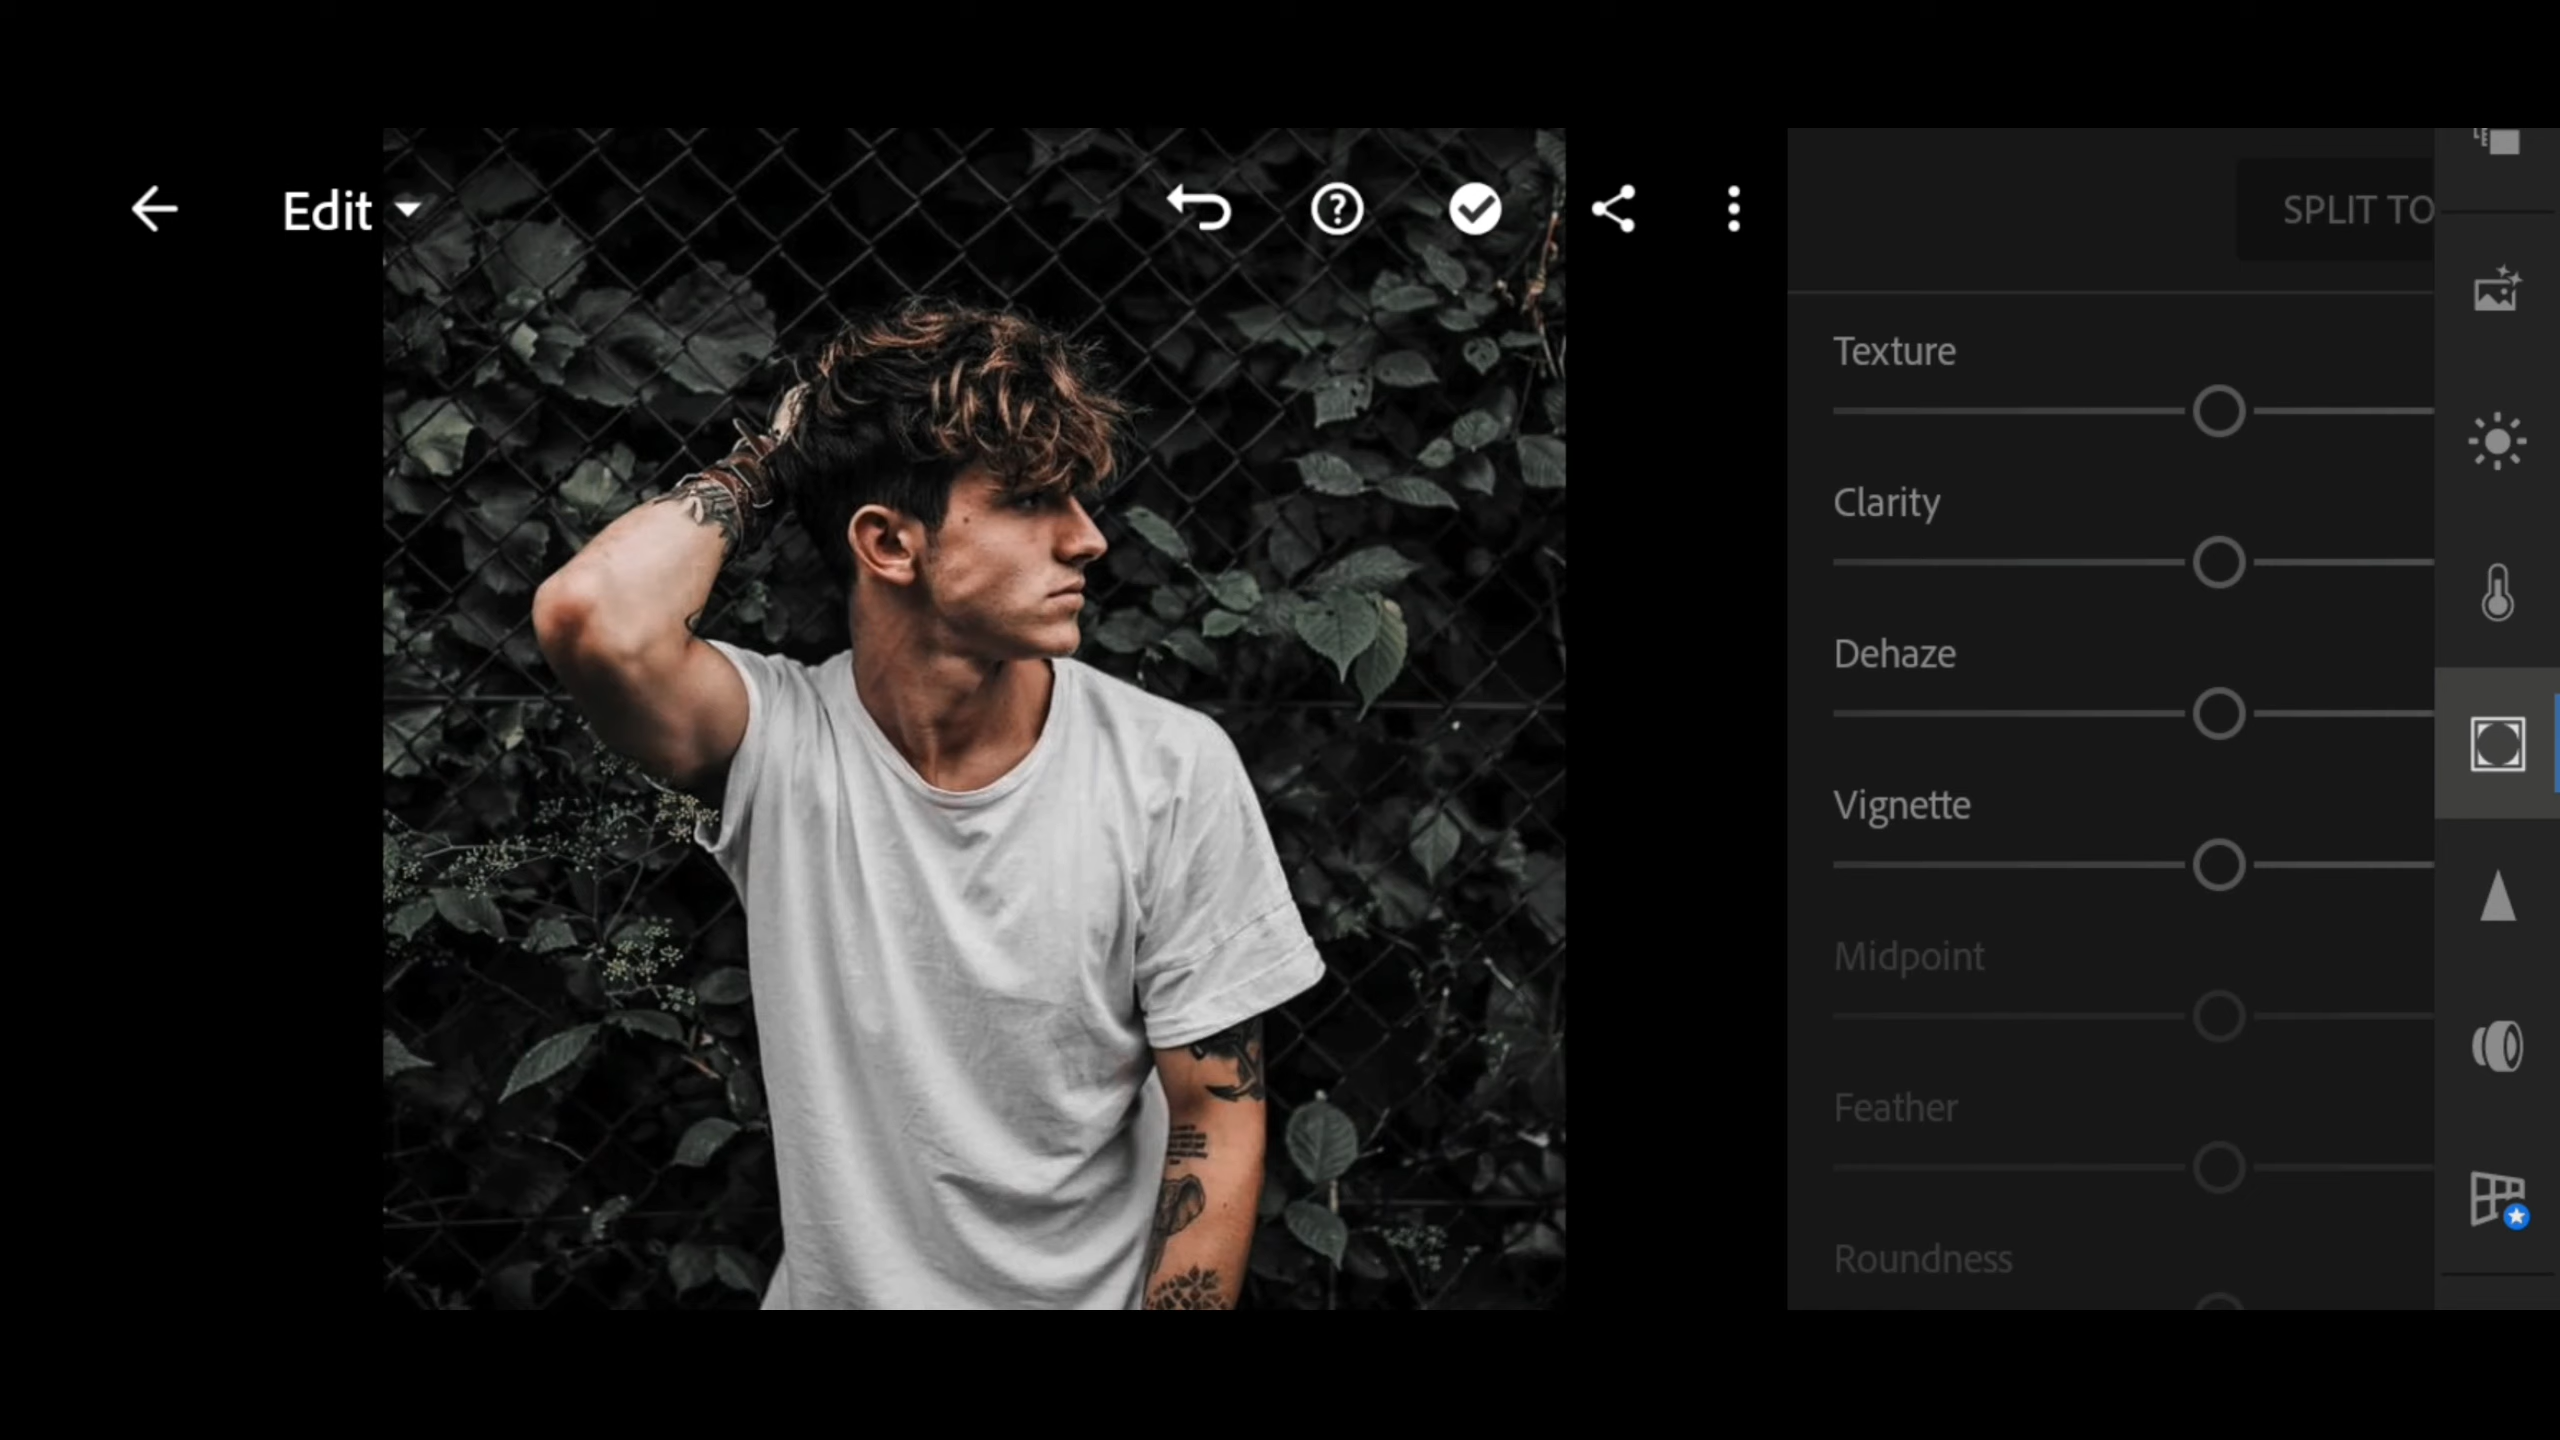 Edit
SPLIT TO
Texture
Clarity
Dehaze
Vignette
Midpoint
Feather
Roundness